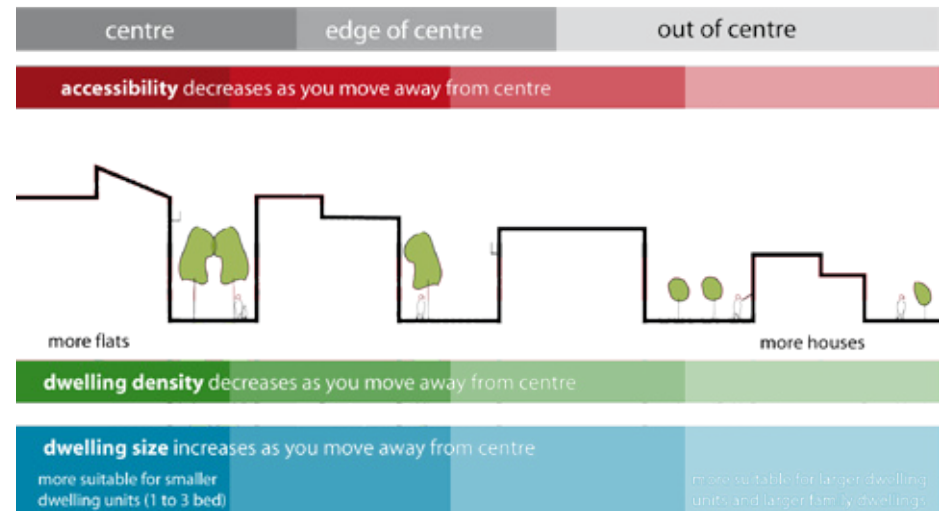 centre edge of centre out of centre
accessibility decreases as you move away from centre
more flats more houses
dwelling density decreases as you move away from centre
dwelling size increases as you move away from centre
more suitable for smaller
dwelling units (1 to 3 bed)
more suitable for larger dwelling
units and larger family dwellings